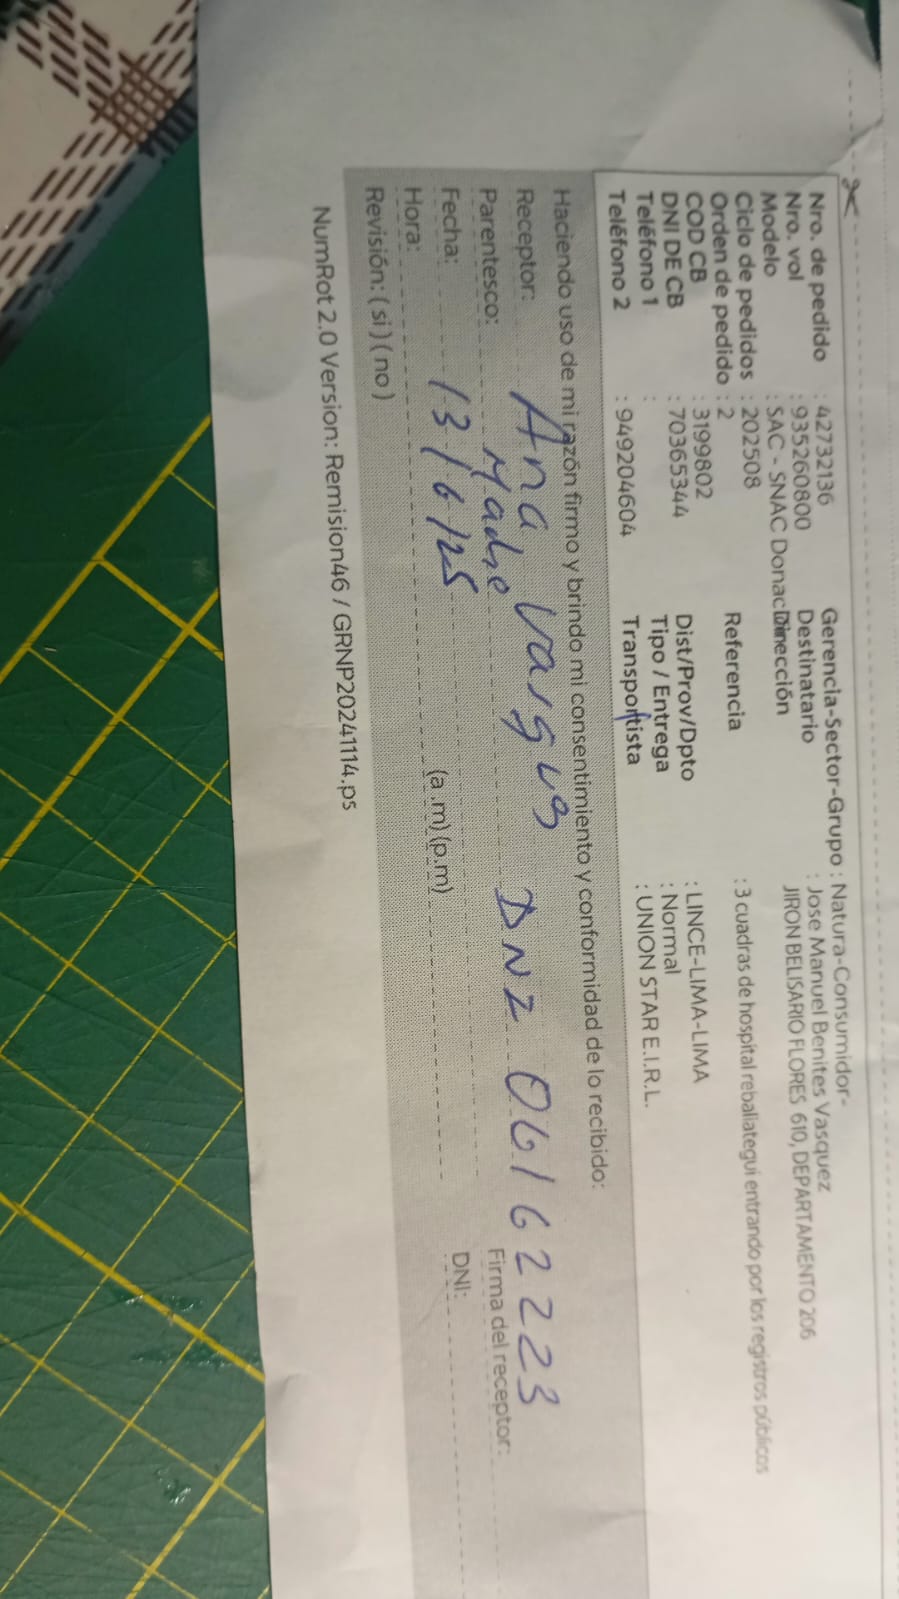 Nro. de pedido : 42732136
Nro. vol : 935260800
Modelo : SAC - SNAC Donac
Ciclo de pedidos : 202508
Orden de pedido : 2
COD CB : 3199802
DNI DE CB : 70365344
Teléfono 1 :
Teléfono 2 : 949204604
Gerencia-Sector-Grupo : Natura-Consumidor-
Destinatario : Jose Manuel Benites Vasquez
Dirección JIRON BELISARIO FLORES 610, DEPARTAMENTO 206
Referencia : 3 cuadras de hospital rebaliategui entrando por los registros públicos
Dist/Prov/Dpto : LINCE-LIMA-LIMA
Tipo / Entrega : Normal
Transportista : UNION STAR E.I.R.L.
Haciendo uso de mi razón firmo y brindo mi consentimiento y conformidad de lo recibido:
Receptor: Ana Vargas DNI 06162223
Parentesco: Madre Firma del receptor:
Fecha: 13/6/25 DNI:
Hora: (a.m) (p.m)
Revisión: ( si ) ( no )
NumRot 2.0 Version: Remision46 / GRNP20241114.ps